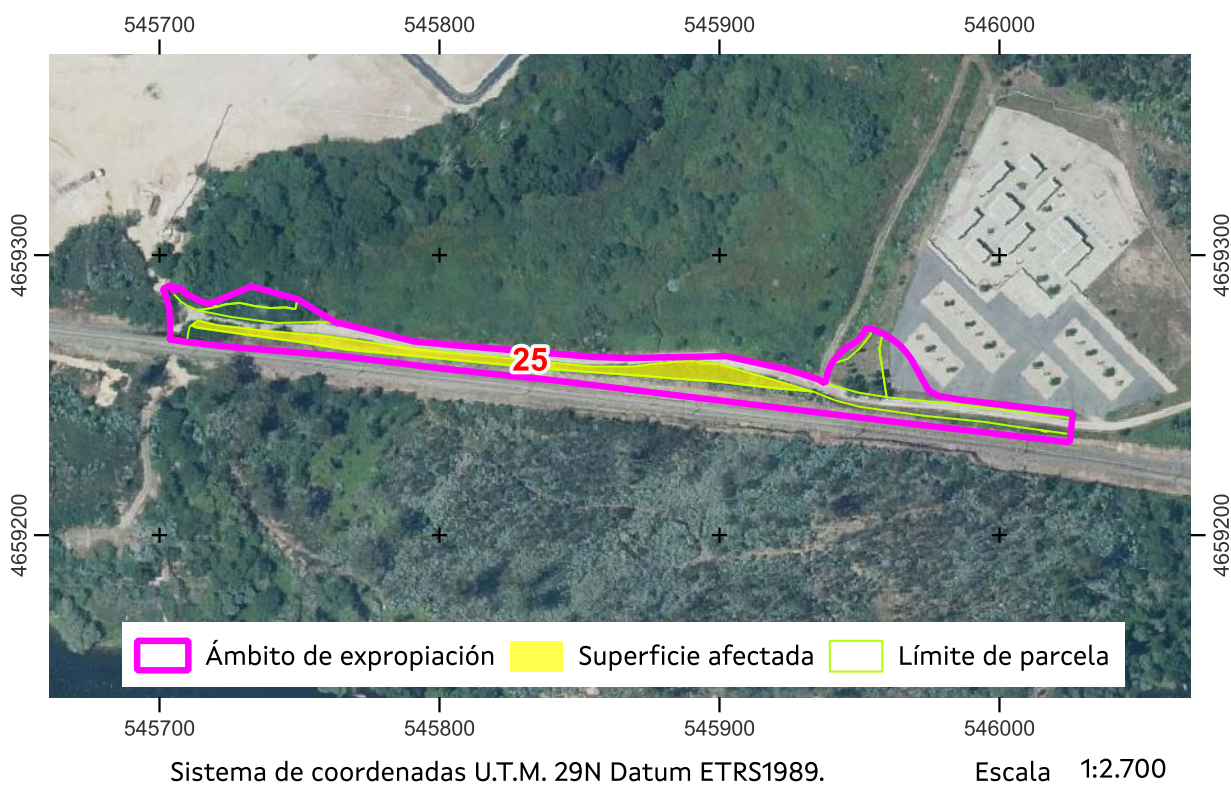 545700 545800 545900 546000
4659300 4659300
25
4659200 4659200
Ámbito de expropiación Superficie afectada Límite de parcela
545700 545800 545900 546000
Sistema de coordenadas U.T.M. 29N Datum ETRS1989. Escala 1:2.700